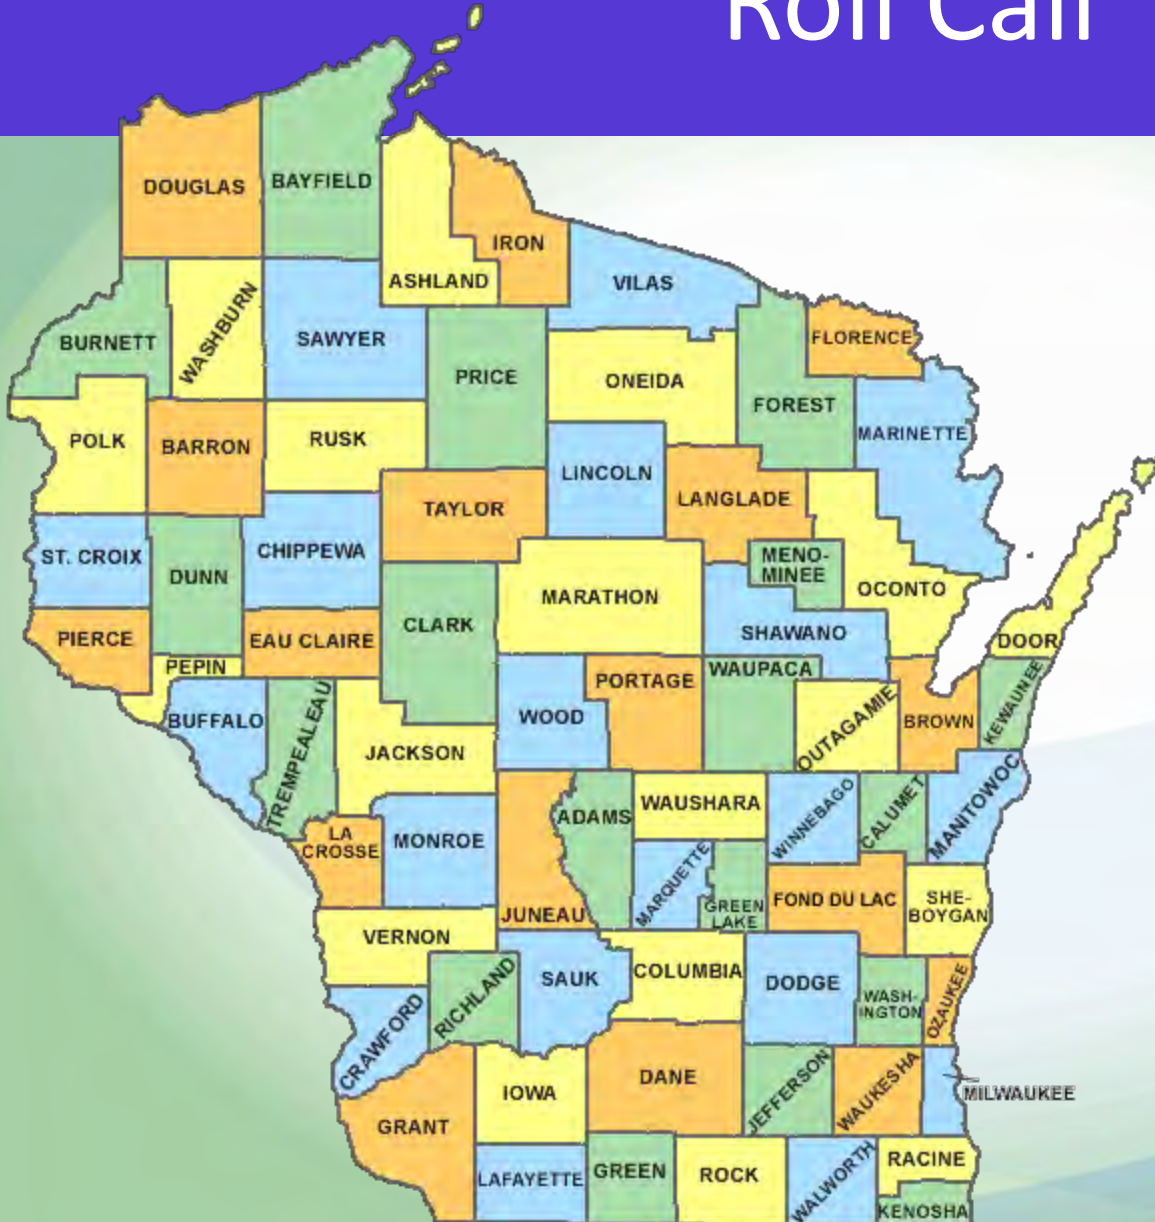 Roll Call
DOUGLAS
BAYFIELD
ASHLAND
IRON
VILAS
BURNETT
WASHBURN
SAWYER
PRICE
ONEIDA
FLORENCE
FOREST
MARINETTE
POLK
BARRON
RUSK
LINCOLN
LANGLADE
TAYLOR
ST. CROIX
DUNN
CHIPPEWA
MENO-
MINEE
OCONTO
MARATHON
CLARK
SHAWANO
PIERCE
EAU CLAIRE
DOOR
PEPIN
WAUPACA
PORTAGE
KEWAUNEE
BUFFALO
TREMPEALEAU
JACKSON
WOOD
OUTAGAMIE
BROWN
WAUSHARA
ADAMS
WINNEBAGO
CALUMET
MANITOWOC
LA
CROSSE
MONROE
JUNEAU
MARQUETTE
GREEN
LAKE
FOND DU LAC
SHE-
BOYGAN
VERNON
RICHLAND
SAUK
COLUMBIA
DODGE
WASH-
INGTON
OZAUKEE
CRAWFORD
GRANT
IOWA
DANE
JEFFERSON
WAUKESHA
MILWAUKEE
LAFAYETTE
GREEN
ROCK
WALWORTH
RACINE
KENOSHA